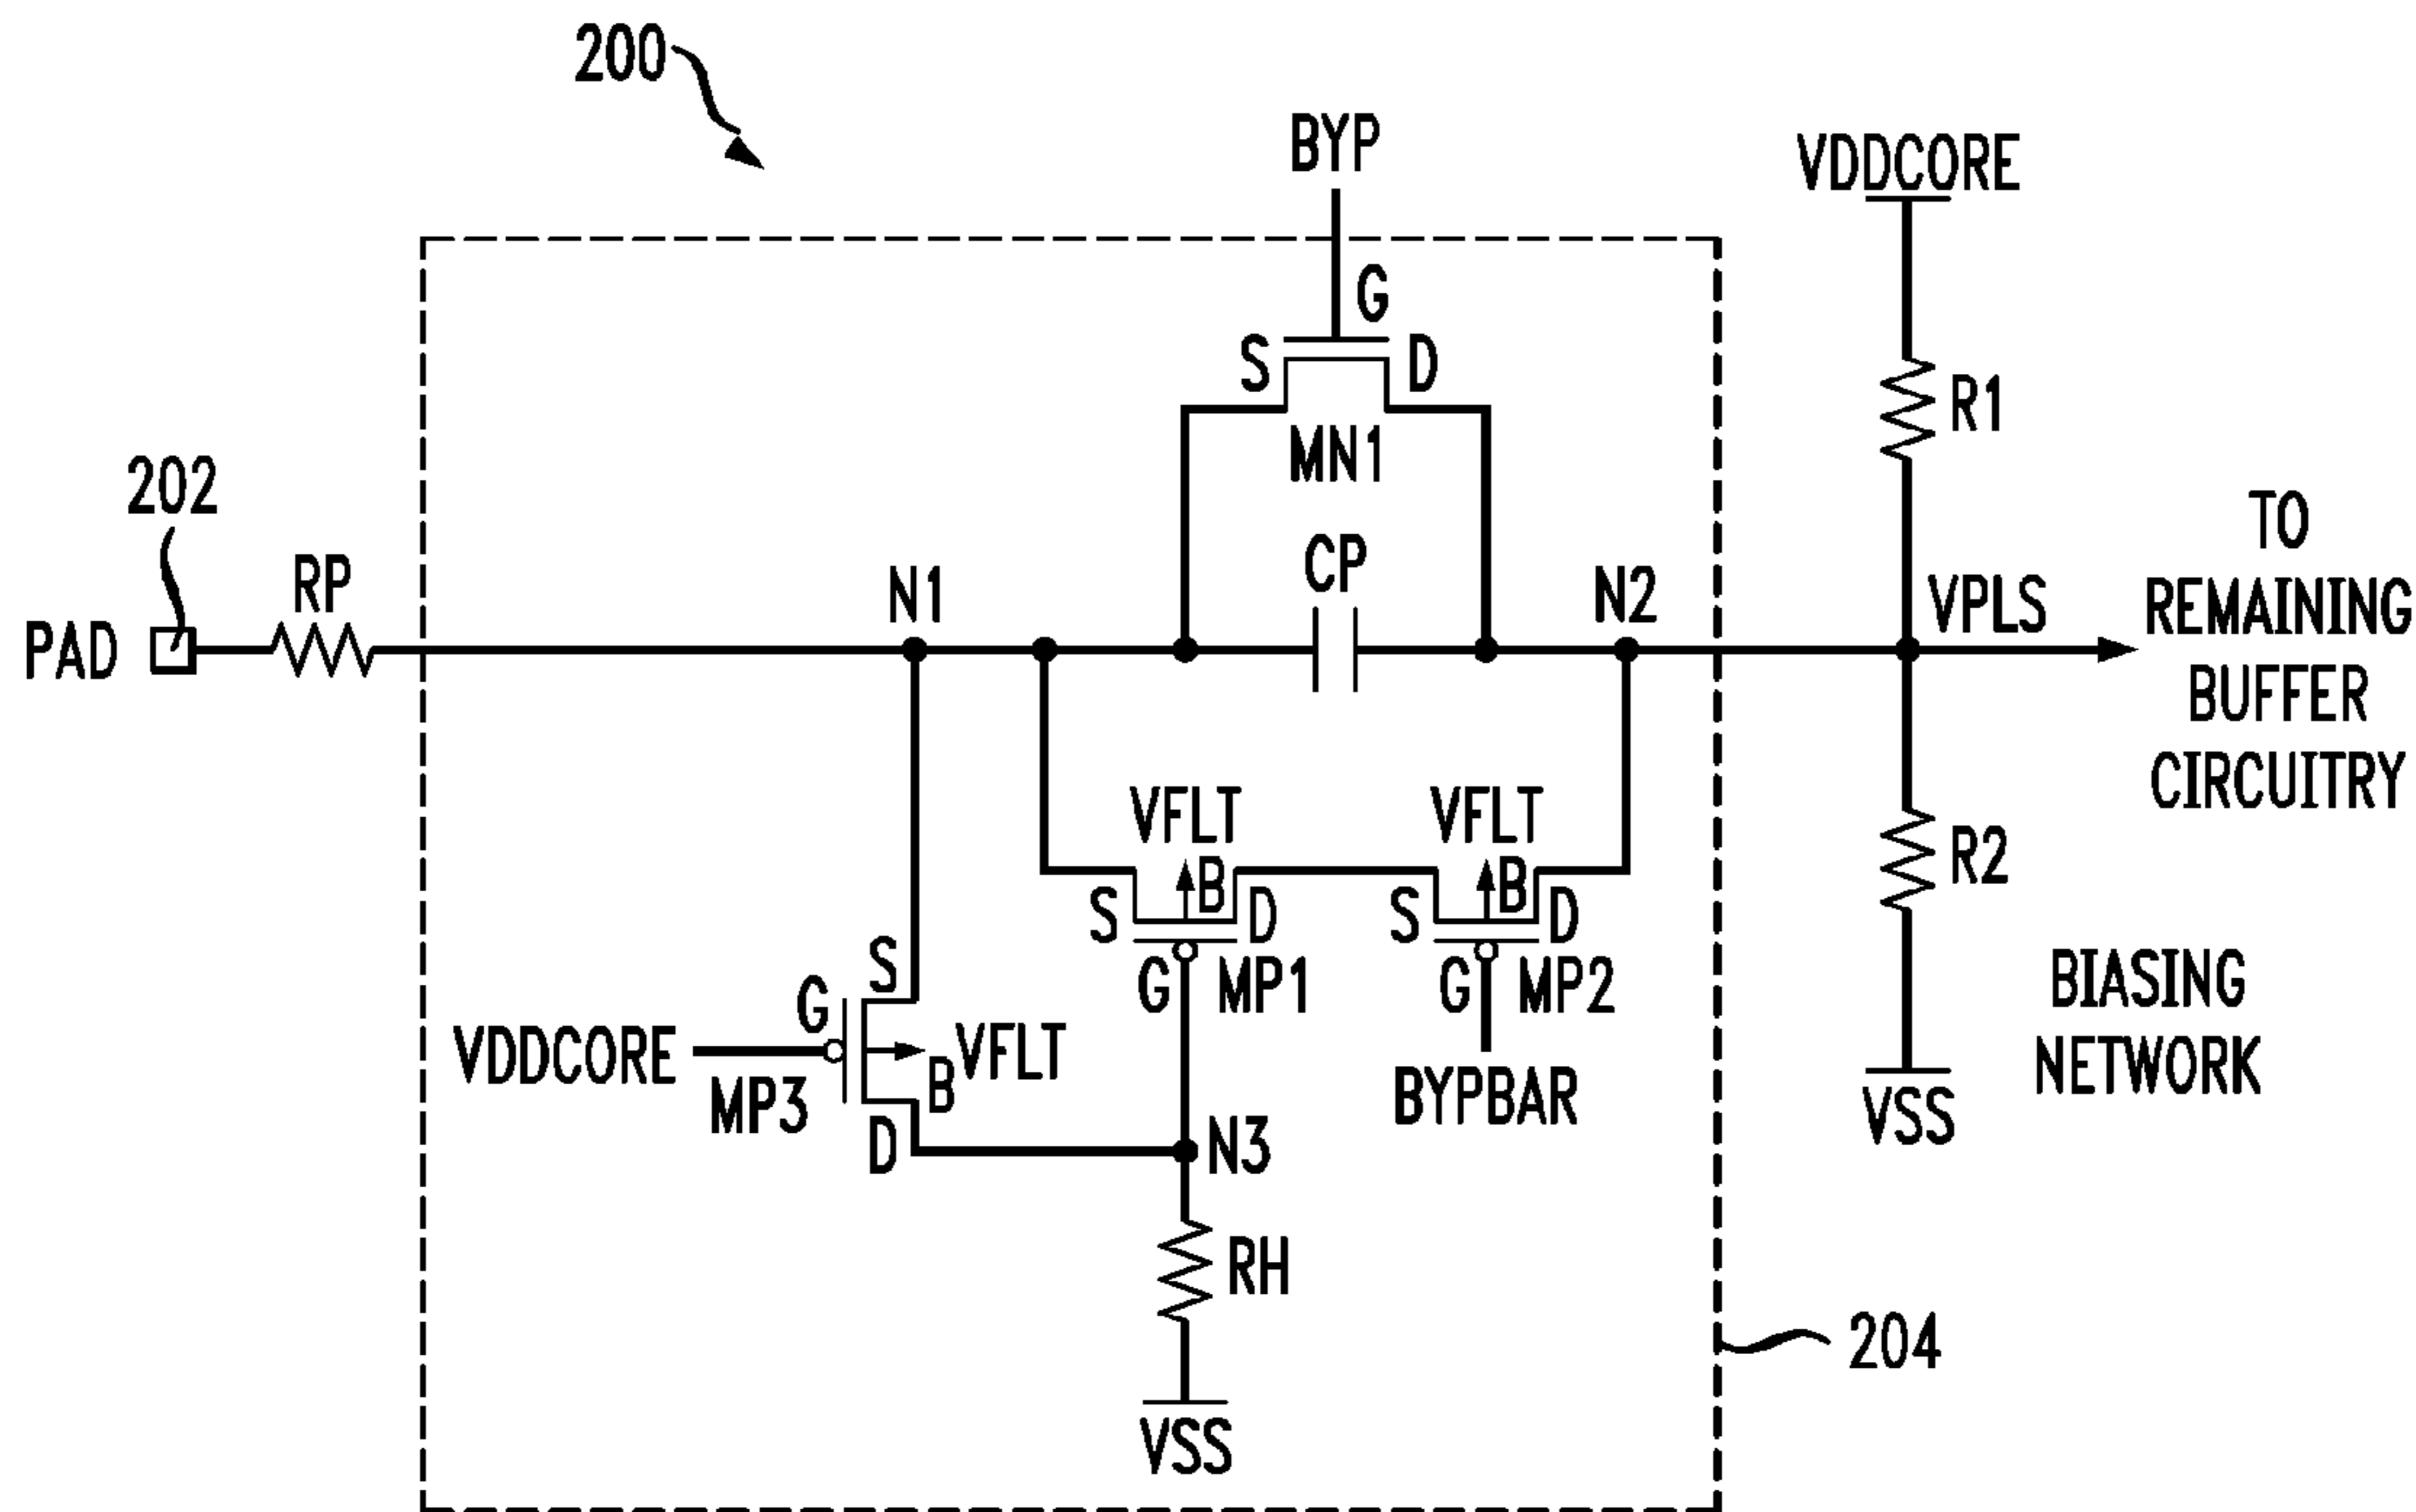 200
BYP
VDDCORE
G
S
D
MN1
R1
202
PAD
RP
N1
CP
N2
VPLS
TO
REMAINING
BUFFER
CIRCUITRY
VFLT
VFLT
R2
S
B
D
S
B
D
G
MP1
G
MP2
BYPBAR
BIASING
NETWORK
VSS
S
G
VDDCORE
MP3
VFLT
B
D
N3
RH
VSS
204